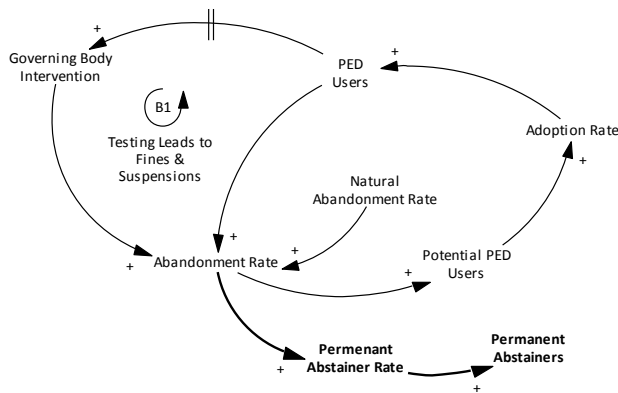 +
Governing Body
Intervention
PED
Users
+
B1
Testing Leads to
Fines &
Suspensions
Adoption Rate
+
Natural
Abandonment Rate
+
+
+
Abandonment Rate
+
Potential PED
Users
Permenant
Abstainer Rate
+
Permanent
Abstainers
+